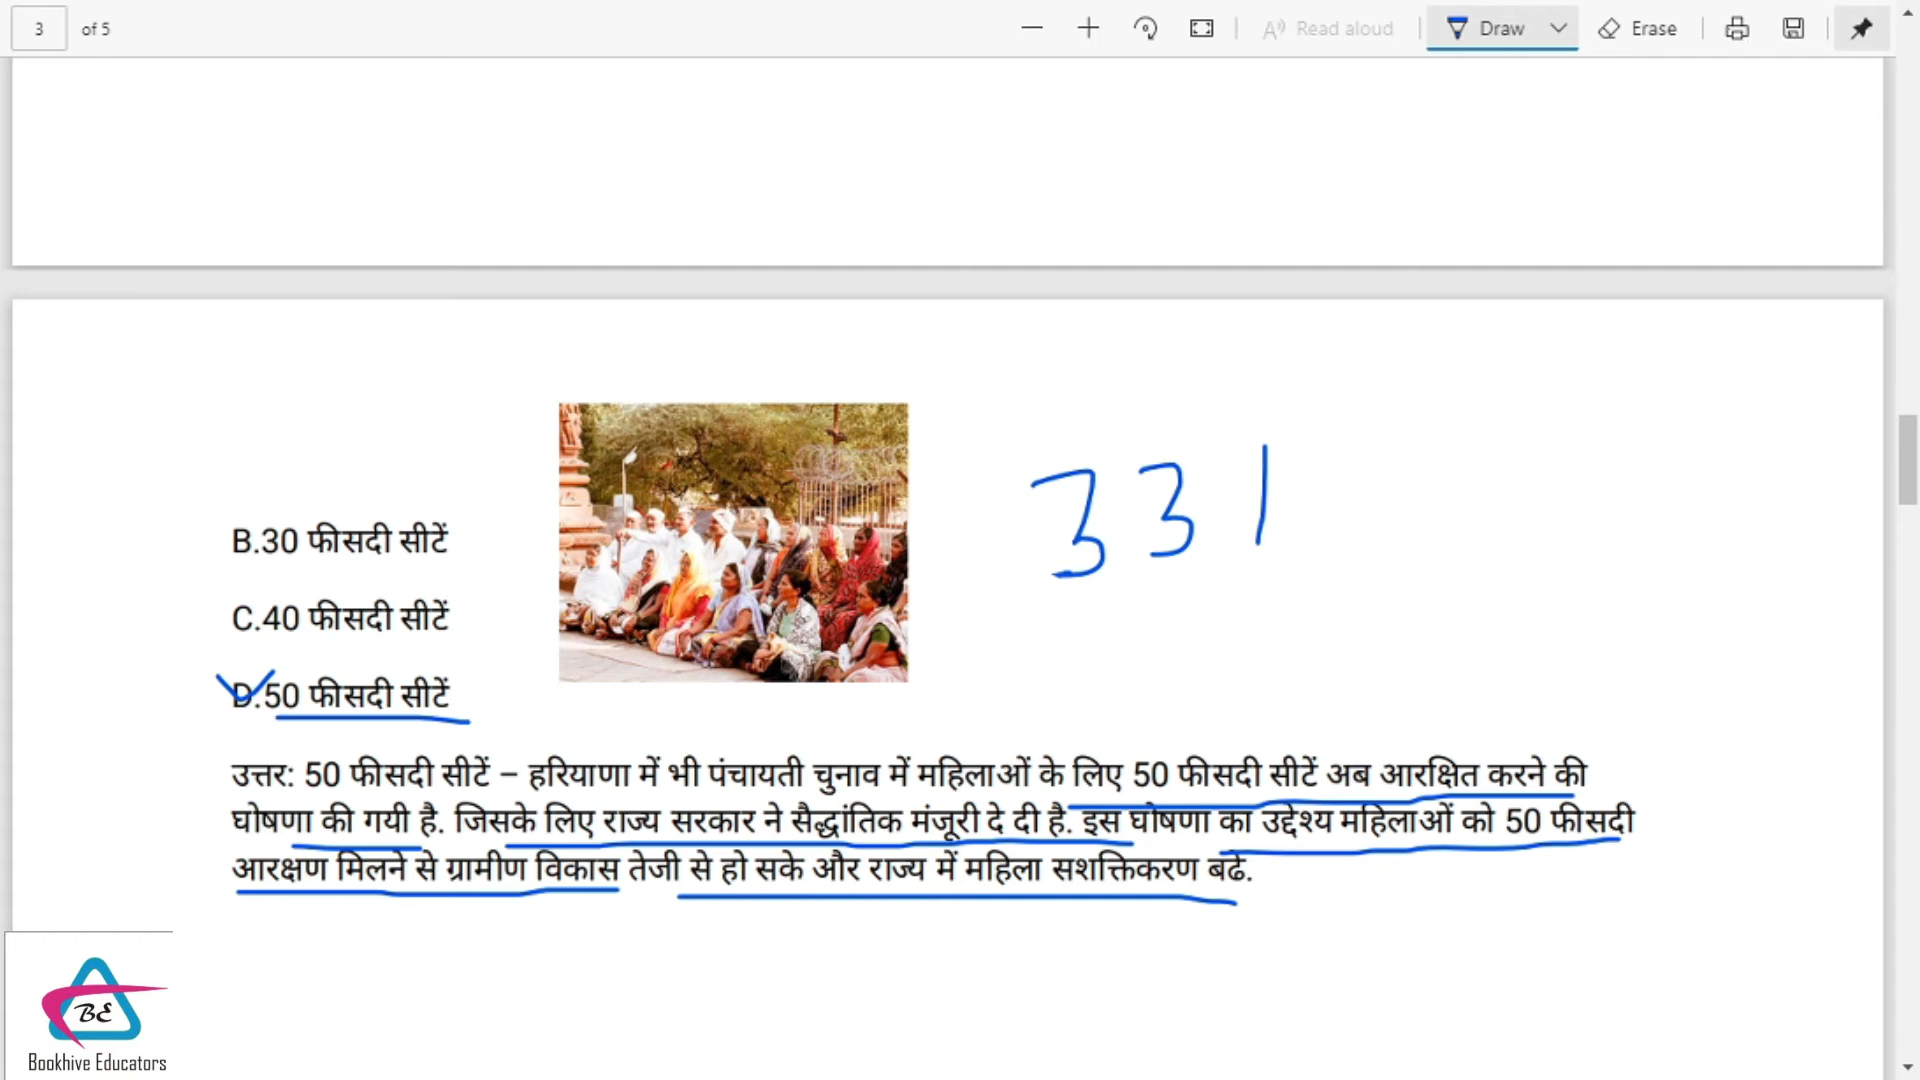 3 of 5
Read aloud
Draw
Erase
B.30 फीसदी सीटें
C.40 फीसदी सीटें
D.50 फीसदी सीटें
331
उत्तर: 50 फीसदी सीटें – हरियाणा में भी पंचायती चुनाव में महिलाओं के लिए 50 फीसदी सीटें अब आरक्षित करने की
घोषणा की गयी है. जिसके लिए राज्य सरकार ने सैद्धांतिक मंजूरी दे दी है. इस घोषणा का उद्देश्य महिलाओं को 50 फीसदी
आरक्षण मिलने से ग्रामीण विकास तेजी से हो सके और राज्य में महिला सशक्तिकरण बढे.
BE
Bookhive Educators